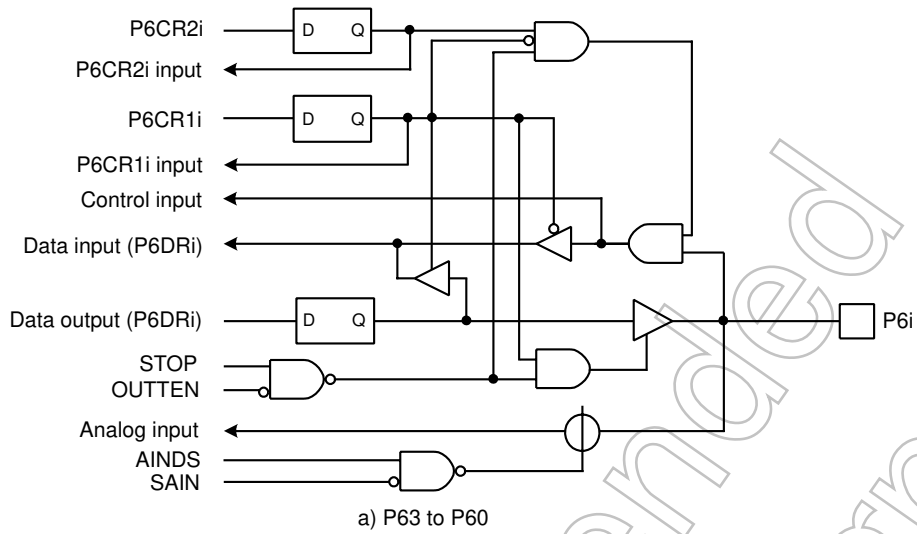 P6CR2i
D Q
P6CR2i input
P6CR1i
D Q
P6CR1i input
Control input
Data input (P6DRi)
Data output (P6DRi)
D Q
P6i
STOP
OUTTEN
Analog input
AINDS
SAIN
a) P63 to P60